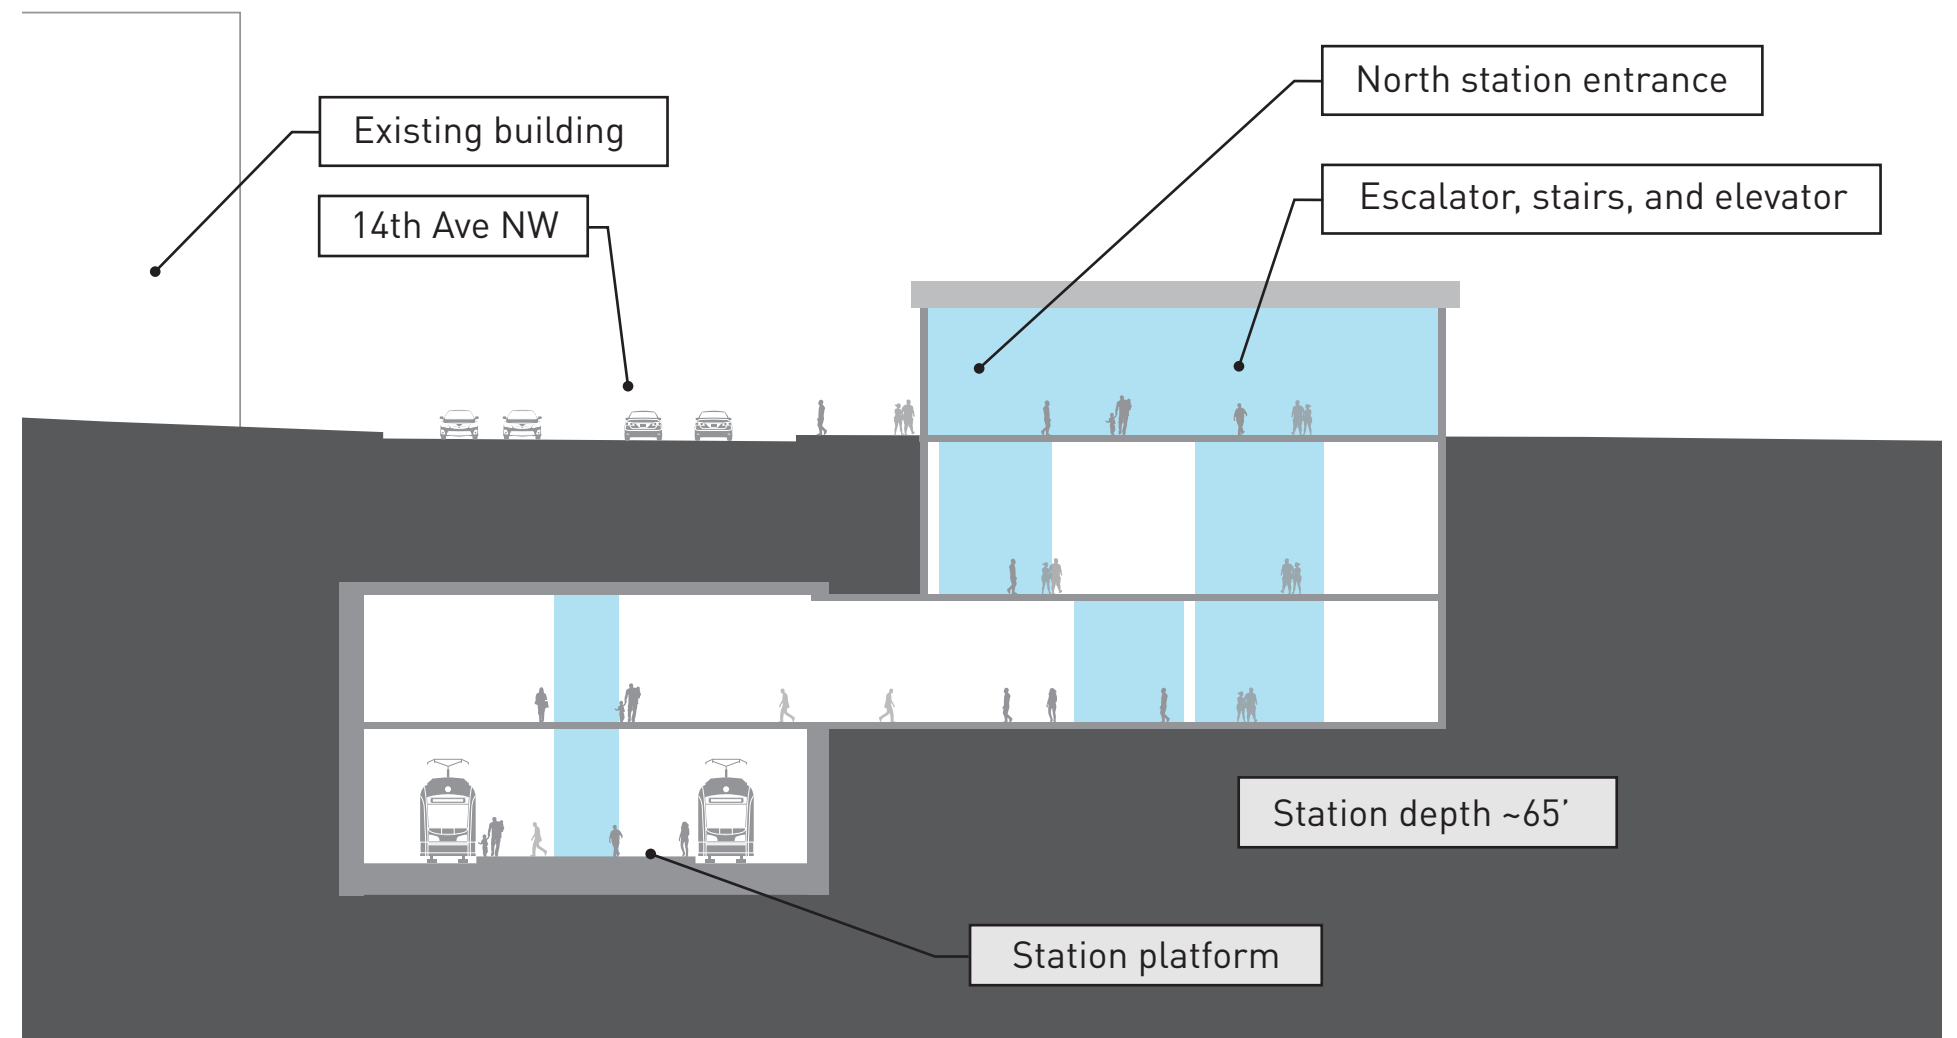 North station entrance
Existing building
Escalator, stairs, and elevator
14th Ave NW
Station depth ~65’
Station platform